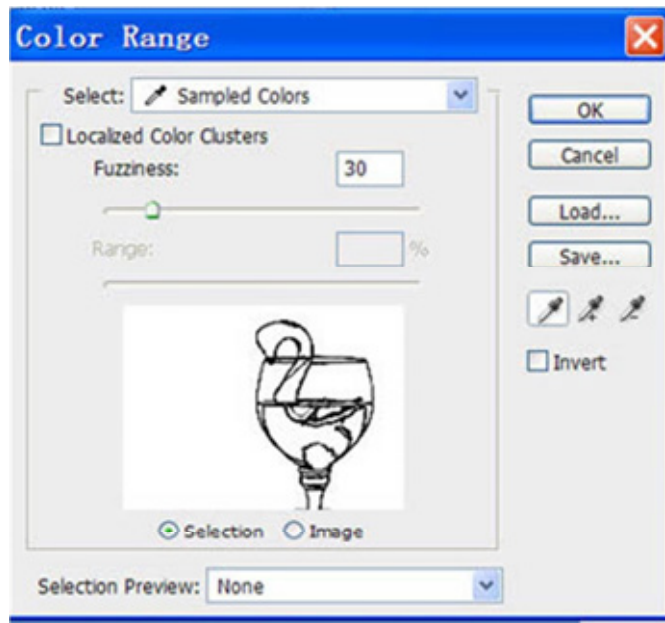 Color Range
Select: Sampled Colors
OK
Localized Color Clusters
Cancel
Fuzziness: 30
Load...
Range: %
Save...
Invert
Selection Image
Selection Preview: None